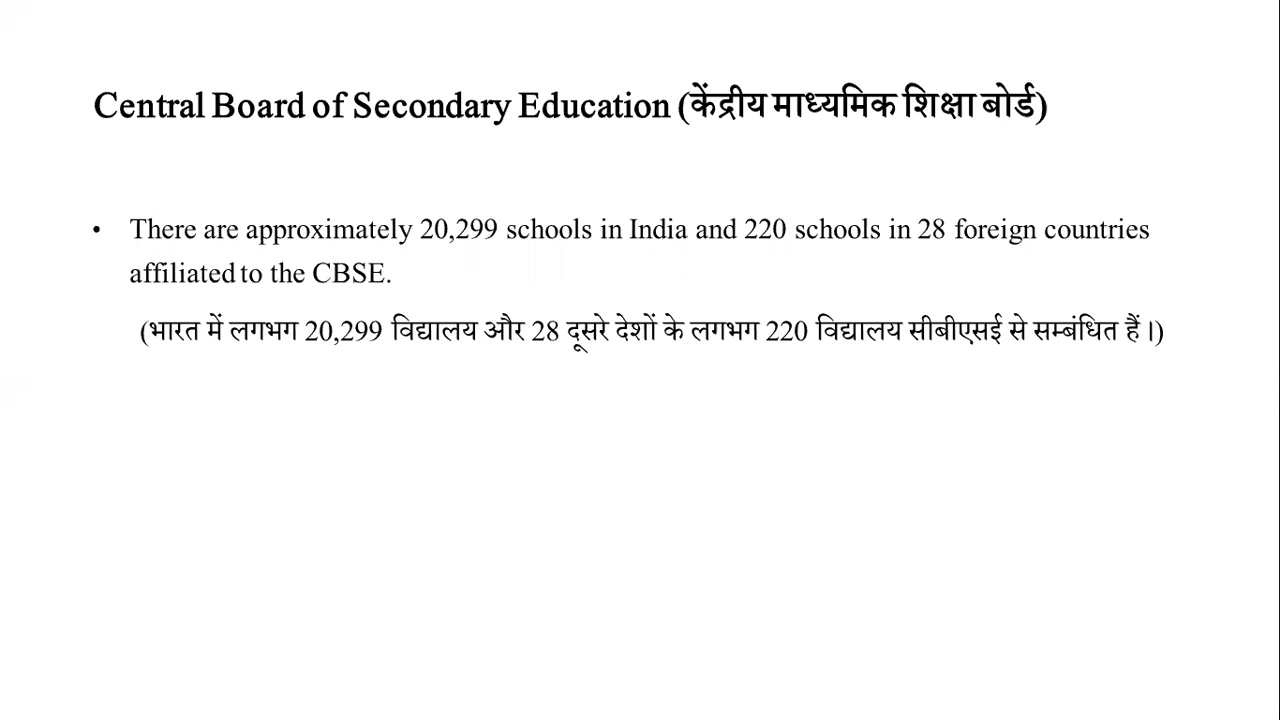 Central Board of Secondary Education (केंद्रीय माध्यमिक शिक्षा बोर्ड)
• There are approximately 20,299 schools in India and 220 schools in 28 foreign countries
affiliated to the CBSE.
(भारत में लगभग 20,299 विद्यालय और 28 दूसरे देशों के लगभग 220 विद्यालय सीबीएसई से सम्बंधित हैं।)